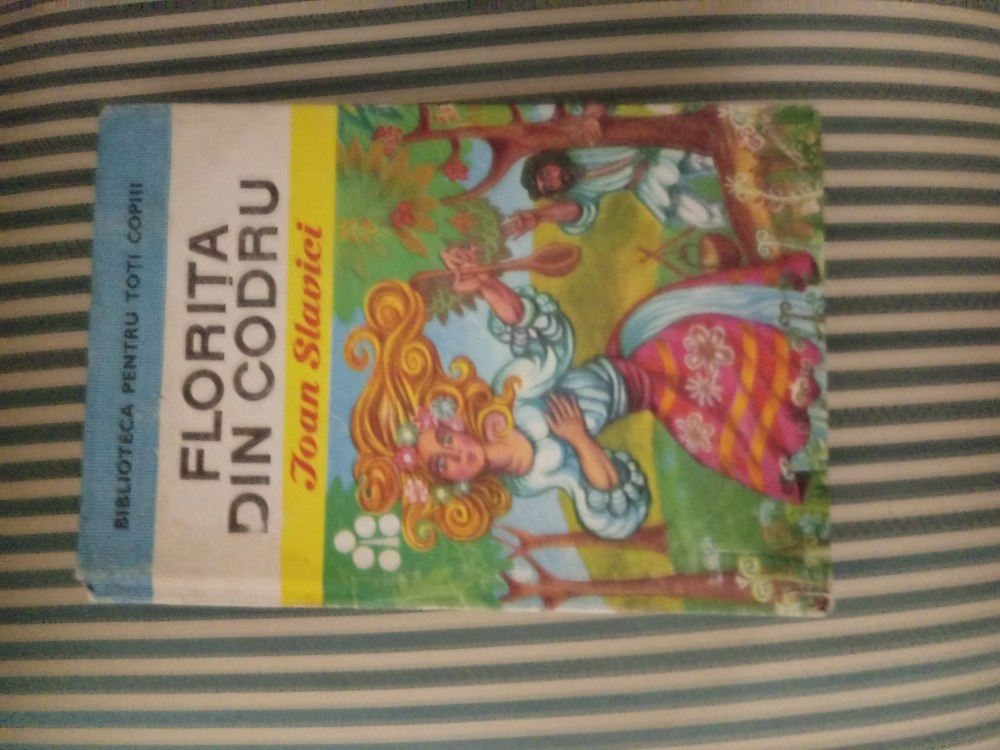 BIBLIOTECA PENTRU TOȚI COPIII
FLORIȚA
DIN CODRU
Ioan Slavici